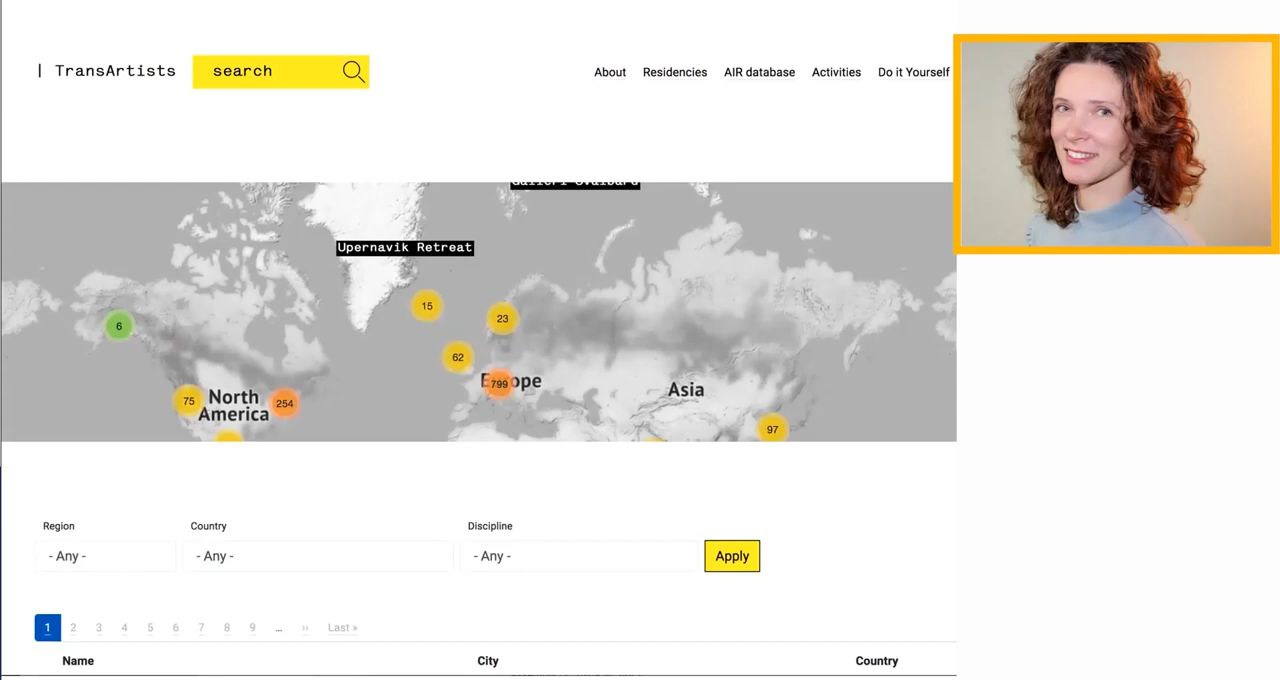 | TransArtists
search
About Residencies AIR database Activities Do it Yourself
Galleri Svalbard
Upernavik Retreat
15
23
6
62
Europe
799
Asia
75
North
America
254
97
Region Country Discipline
- Any - - Any - - Any - Apply
1 2 3 4 5 6 7 8 9 … ›› Last »
Name City Country